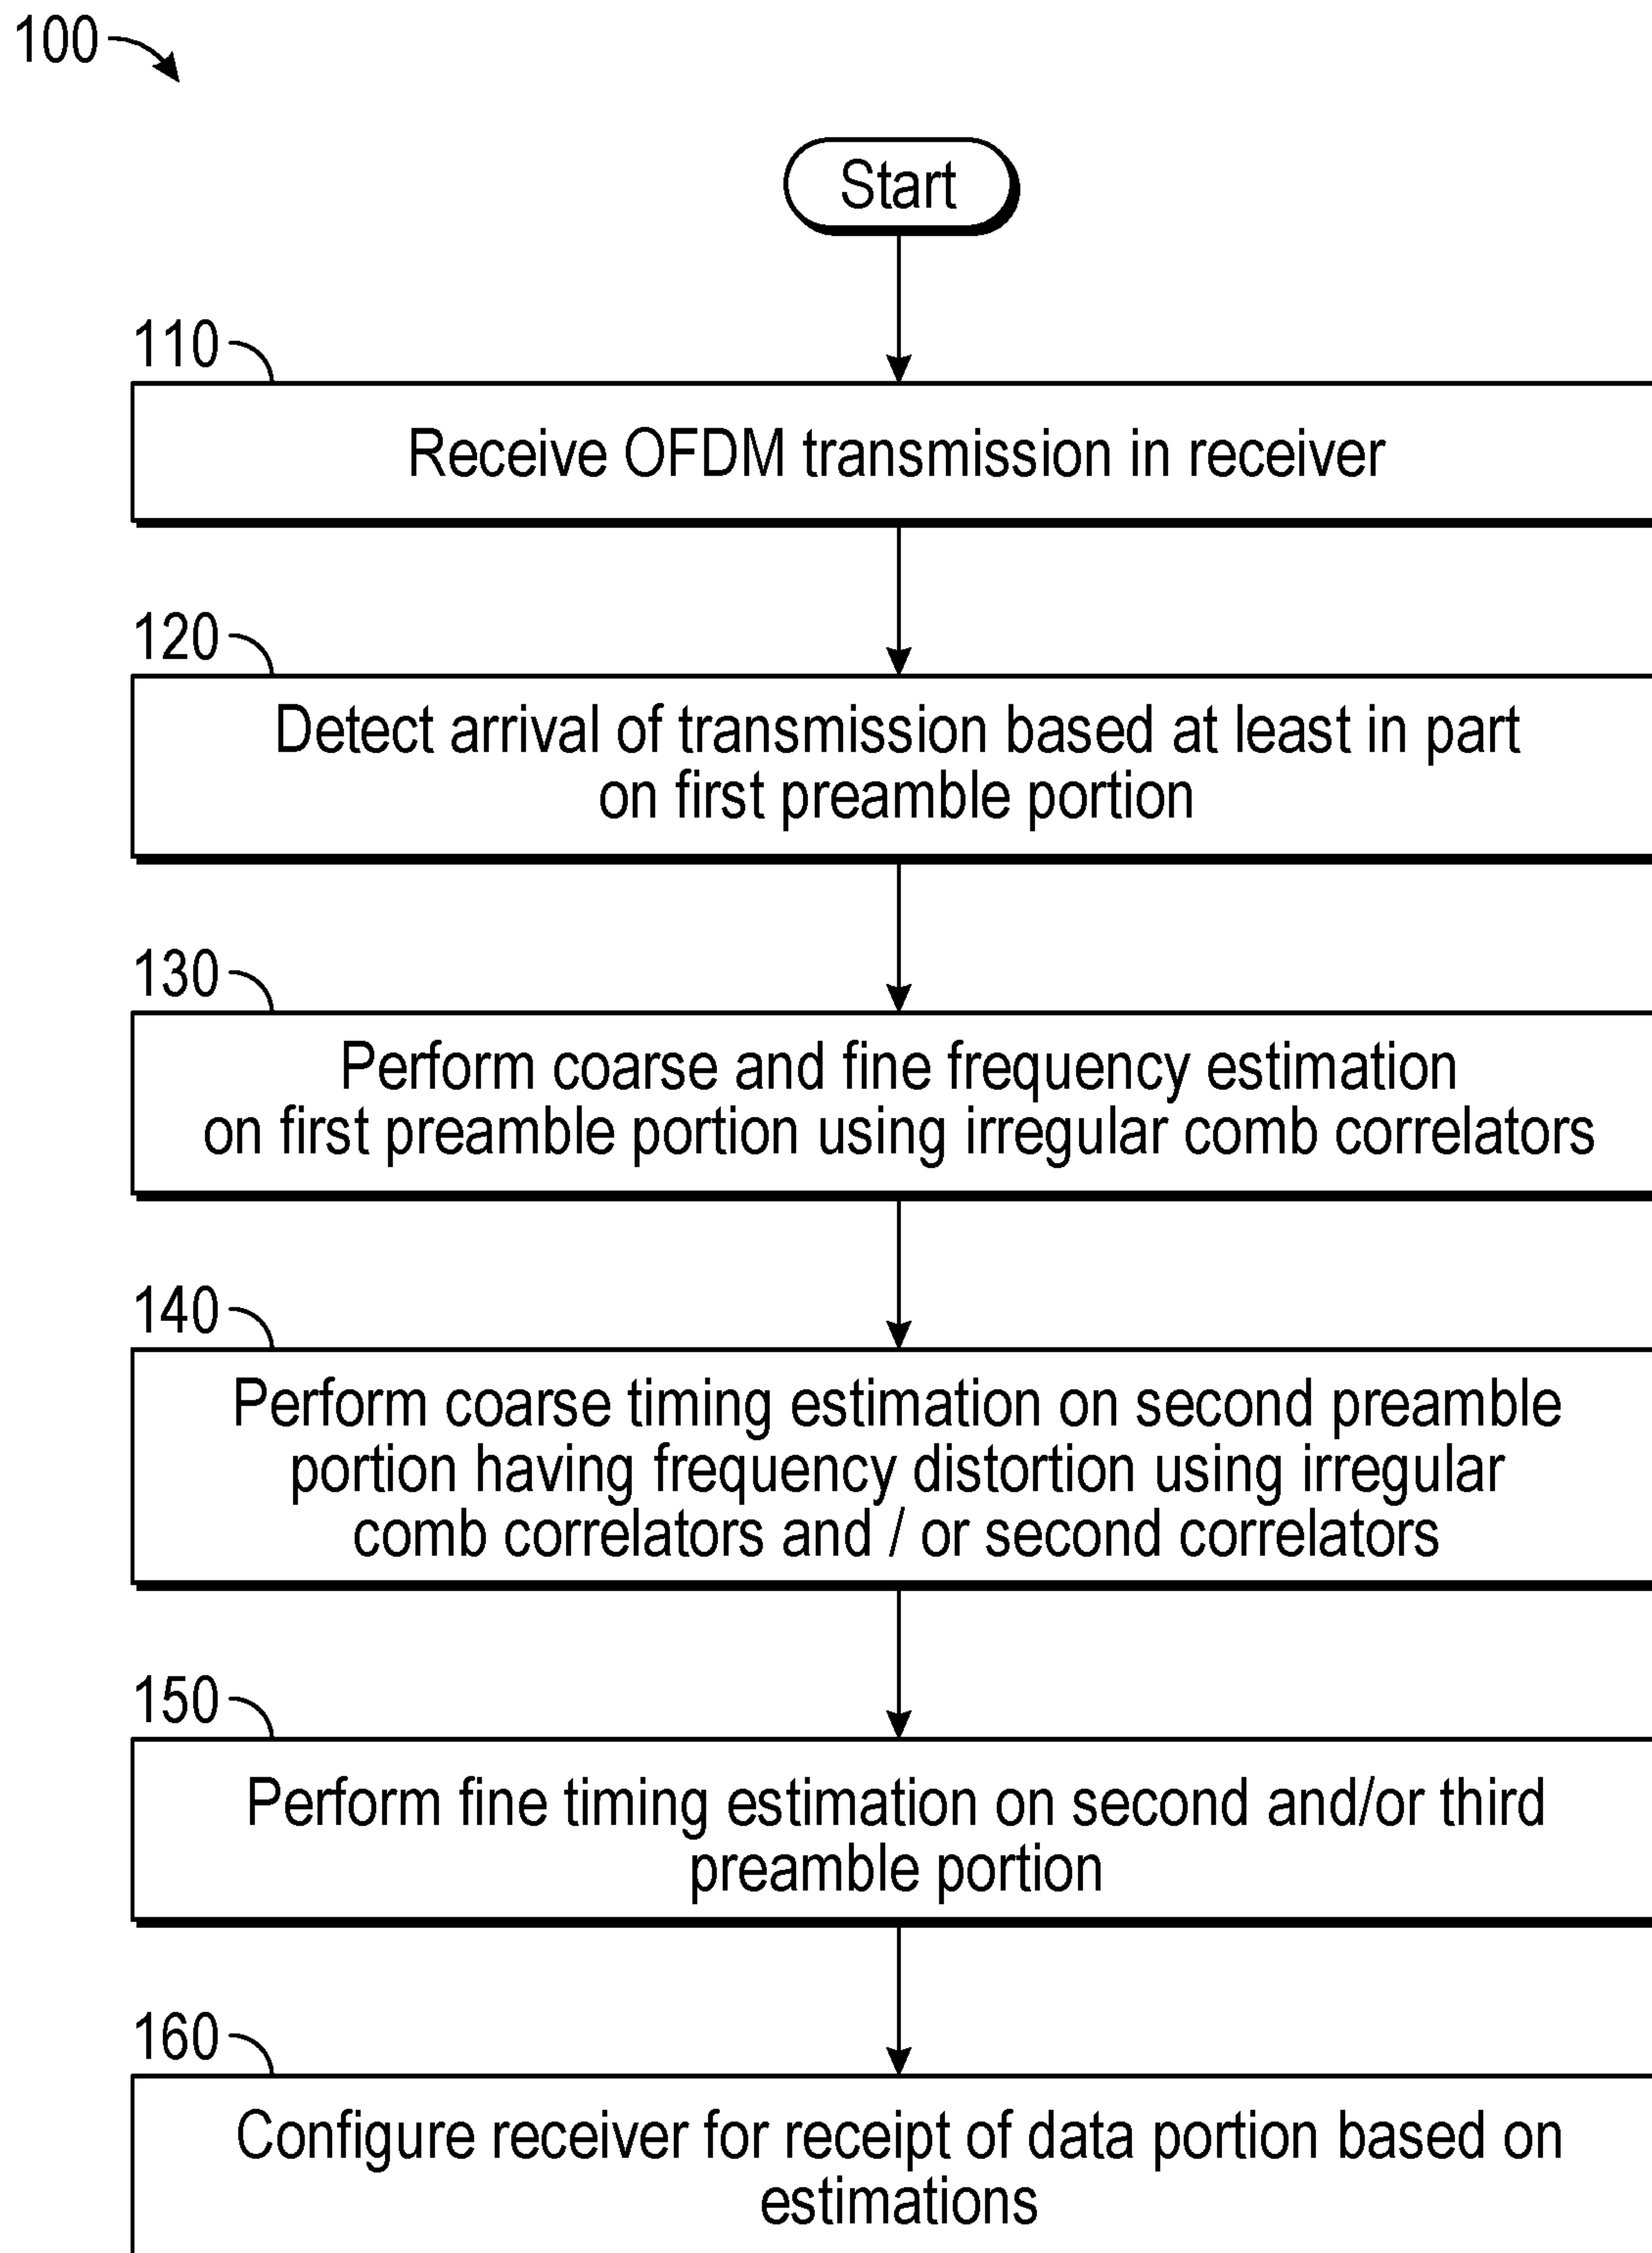 100
Start
110
Receive OFDM transmission in receiver
120
Detect arrival of transmission based at least in part
on first preamble portion
130
Perform coarse and fine frequency estimation
on first preamble portion using irregular comb correlators
140
Perform coarse timing estimation on second preamble
portion having frequency distortion using irregular
comb correlators and / or second correlators
150
Perform fine timing estimation on second and/or third
preamble portion
160
Configure receiver for receipt of data portion based on
estimations